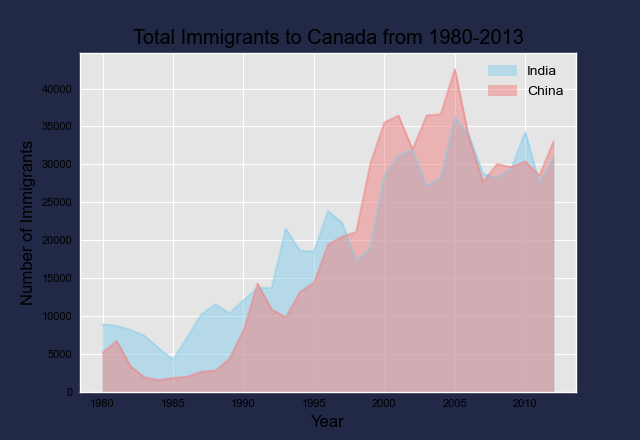 Total Immigrants to Canada from 1980-2013
India
China
Number of Immigrants
40000
35000
30000
25000
20000
15000
10000
5000
0
1980 1985 1990 1995 2000 2005 2010
Year